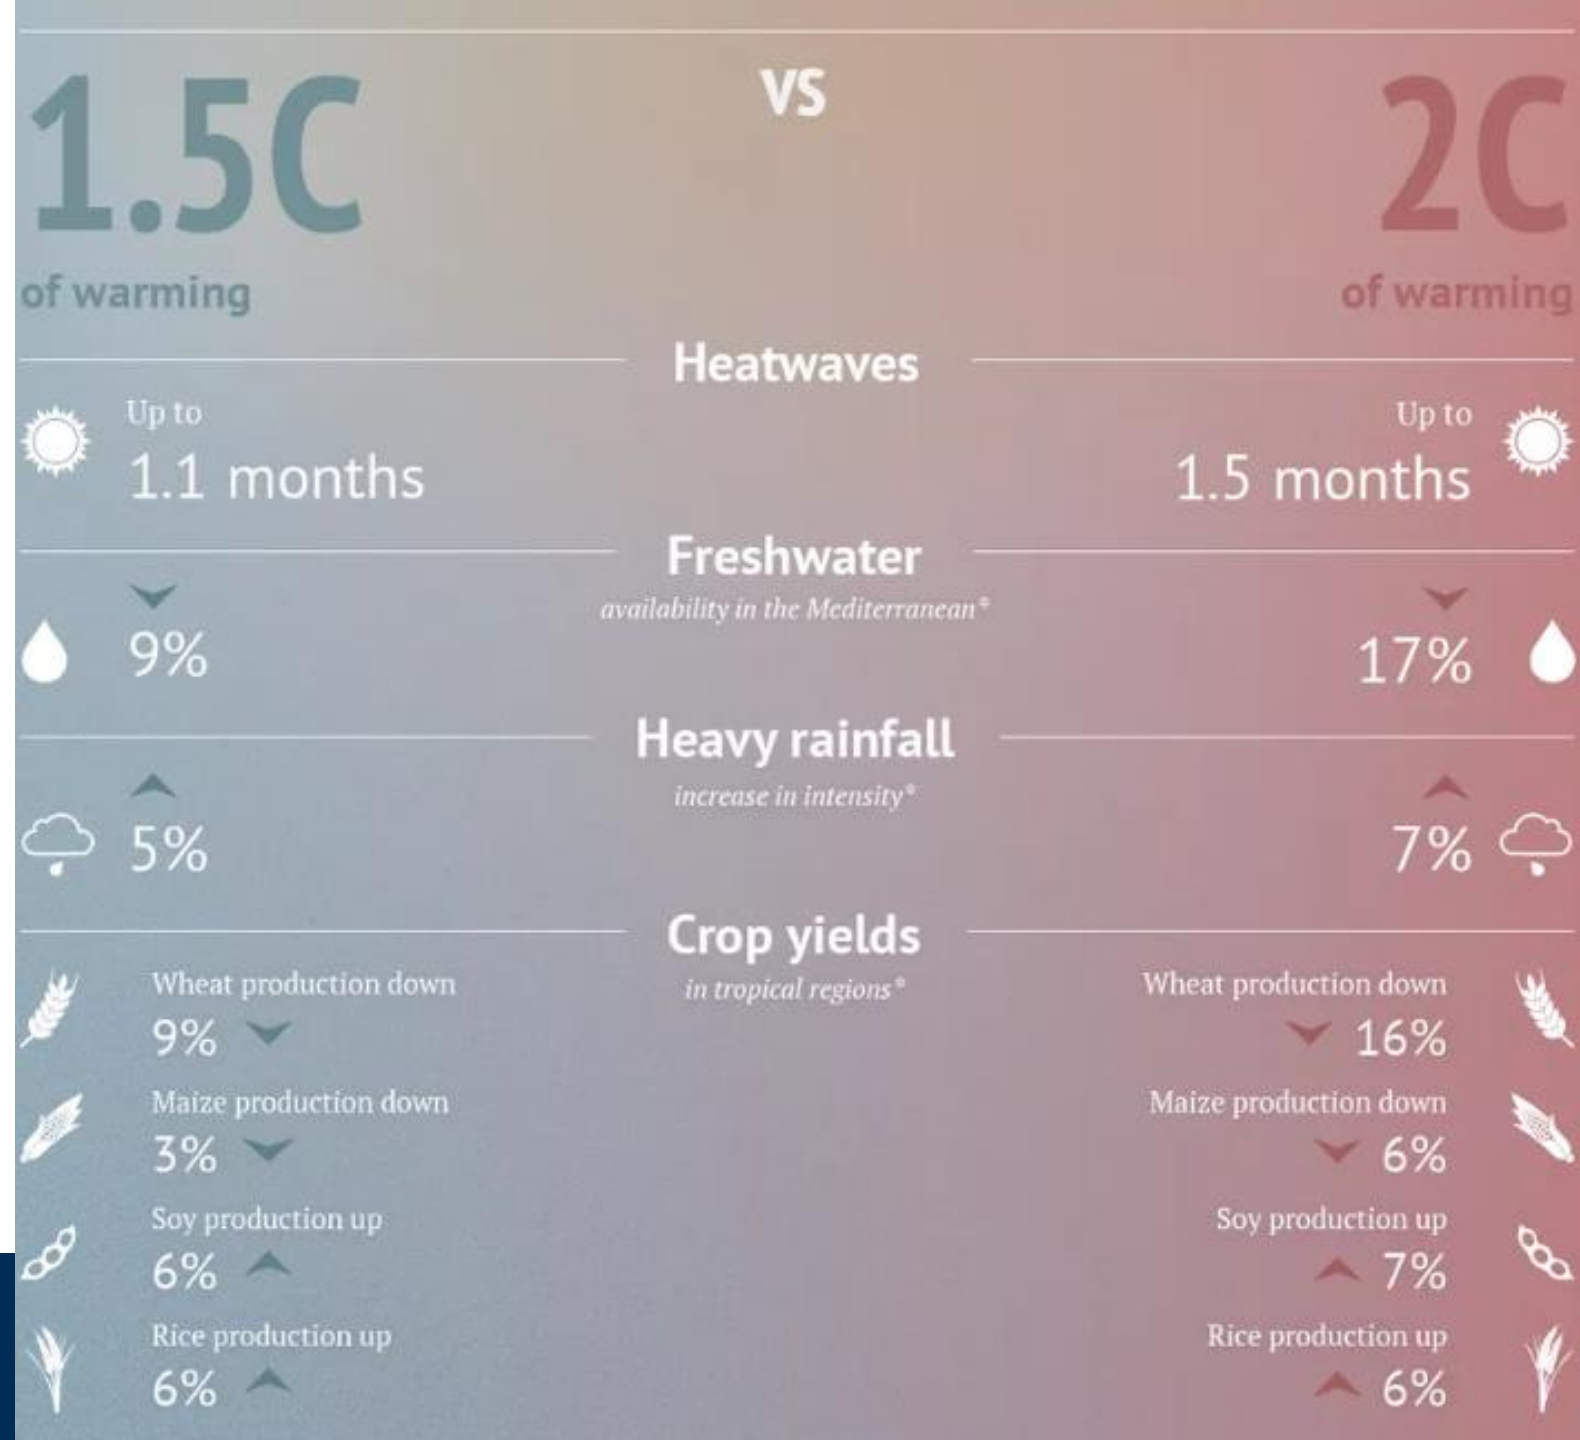 1.5C
VS
2C
of warming
of warming
Heatwaves
Up to
1.1 months
Up to
1.5 months
Freshwater
availability in the Mediterranean*
9%
17%
Heavy rainfall
increase in intensity*
5%
7%
Crop yields
in tropical regions*
Wheat production down
9%
Wheat production down
16%
Maize production down
3%
Maize production down
6%
Soy production up
6%
Soy production up
7%
Rice production up
6%
Rice production up
6%